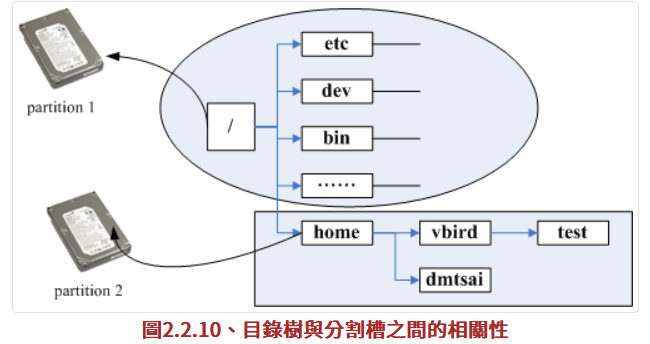 etc
dev
partition 1
/
bin
······
home
vbird
test
partition 2
dmtsai
圖2.2.10、目錄樹與分割槽之間的相關性